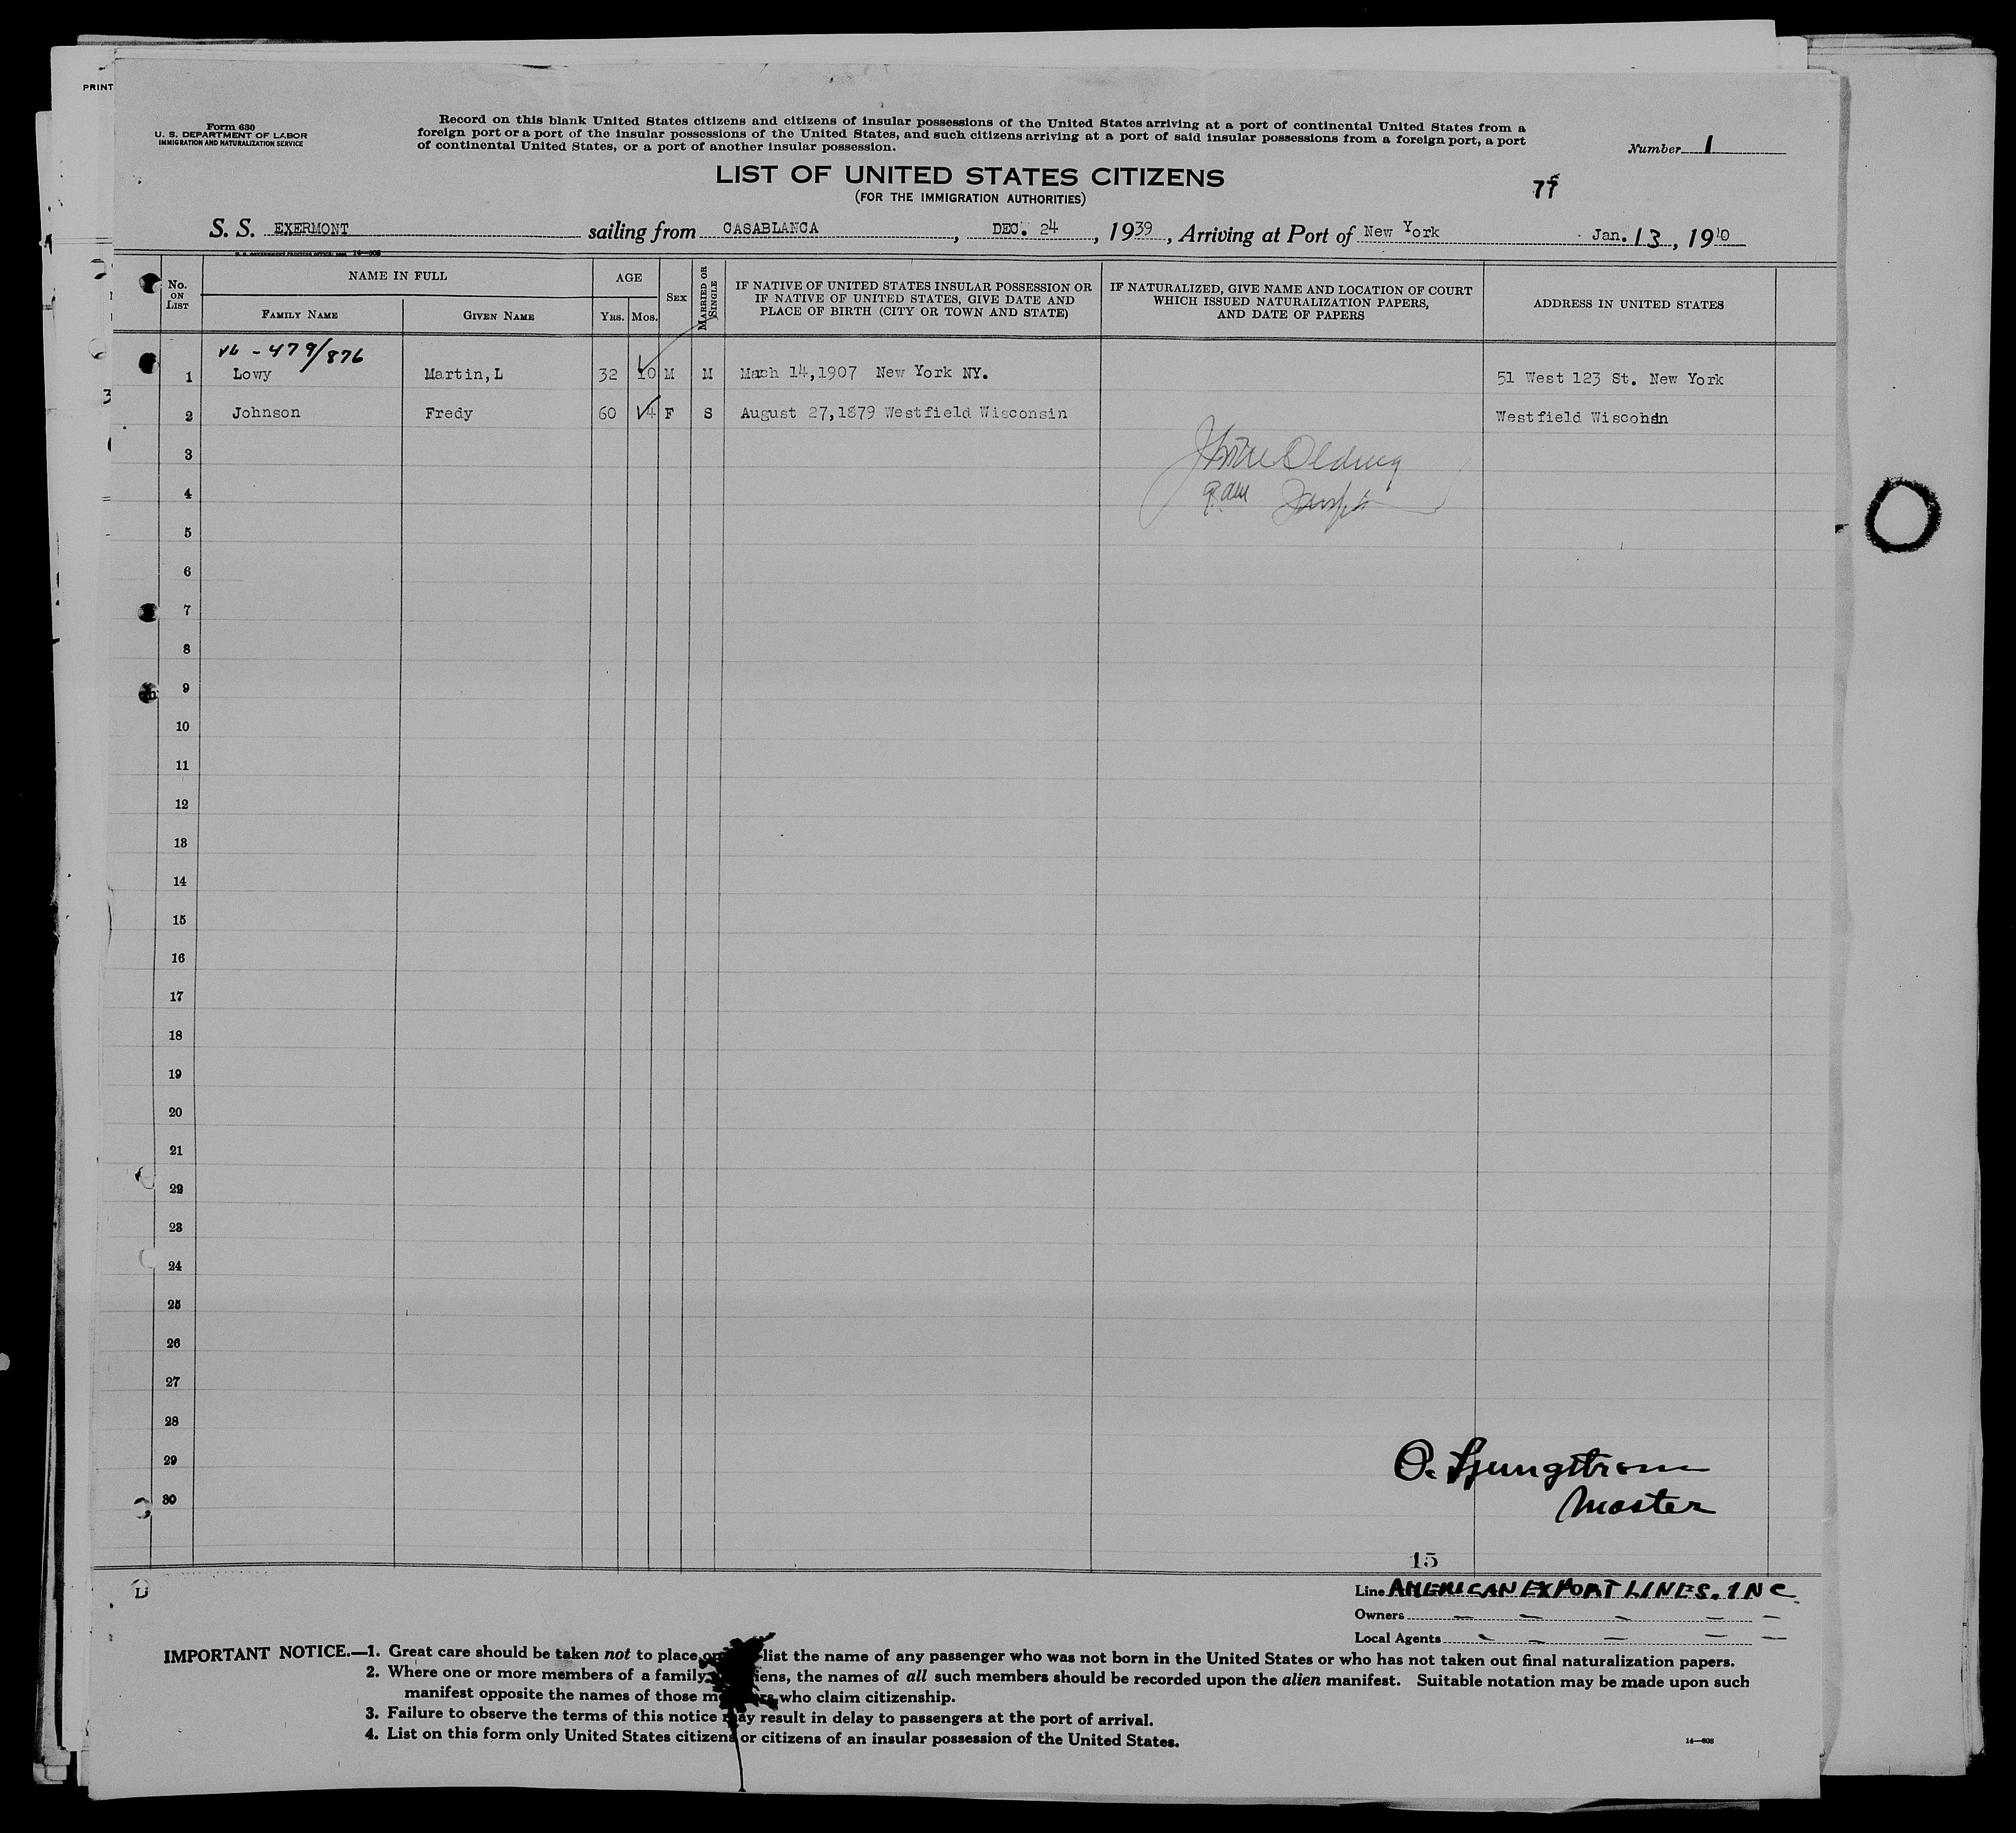 PRINT
Form 630
U. S. DEPARTMENT OF LABOR
IMMIGRATION AND NATURALIZATION SERVICE
Record on this blank United States citizens and citizens of insular possessions of the United States arriving at a port of continental United States from a
foreign port or a port of the insular possessions of the United States, and such citizens arriving at a port of said insular possessions from a foreign port, a port
of continental United States, or a port of another insular possession.
Number 1
LIST OF UNITED STATES CITIZENS
(FOR THE IMMIGRATION AUTHORITIES)
S. S. EXERMONT sailing from CASABLANCA, DEC. 24, 1939, Arriving at Port of New York Jan. 13, 1940
No. ON LIST
NAME IN FULL
FAMILY NAME
GIVEN NAME
AGE
YRS. MOS.
SEX
MARRIED OR SINGLE
IF NATIVE OF UNITED STATES INSULAR POSSESSION OR
IF NATIVE OF UNITED STATES, GIVE DATE AND
PLACE OF BIRTH (CITY OR TOWN AND STATE)
IF NATURALIZED, GIVE NAME AND LOCATION OF COURT
WHICH ISSUED NATURALIZATION PAPERS,
AND DATE OF PAPERS
ADDRESS IN UNITED STATES
V6 - 479/876
1 Lowy Martin,L 32 10 M M Mach 14,1907 New York NY. 51 West 123 St. New York
2 Johnson Fredy 60 4 F S August 27,1879 Westfield Wisconsin Westfield Wisconsin
3
4
5
6
7
8
9
10
11
12
13
14
15
16
17
18
19
20
21
22
23
24
25
26
27
28
29
30
O. Ljungstrom
Master
15
Line AMERICAN EXPORT LINES. INC
Owners
Local Agents
IMPORTANT NOTICE.—1. Great care should be taken not to place list the name of any passenger who was not born in the United States or who has not taken out final naturalization papers.
2. Where one or more members of a family iens, the names of all such members should be recorded upon the alien manifest. Suitable notation may be made upon such
manifest opposite the names of those members who claim citizenship.
3. Failure to observe the terms of this notice may result in delay to passengers at the port of arrival.
4. List on this form only United States citizens or citizens of an insular possession of the United States.
14—608